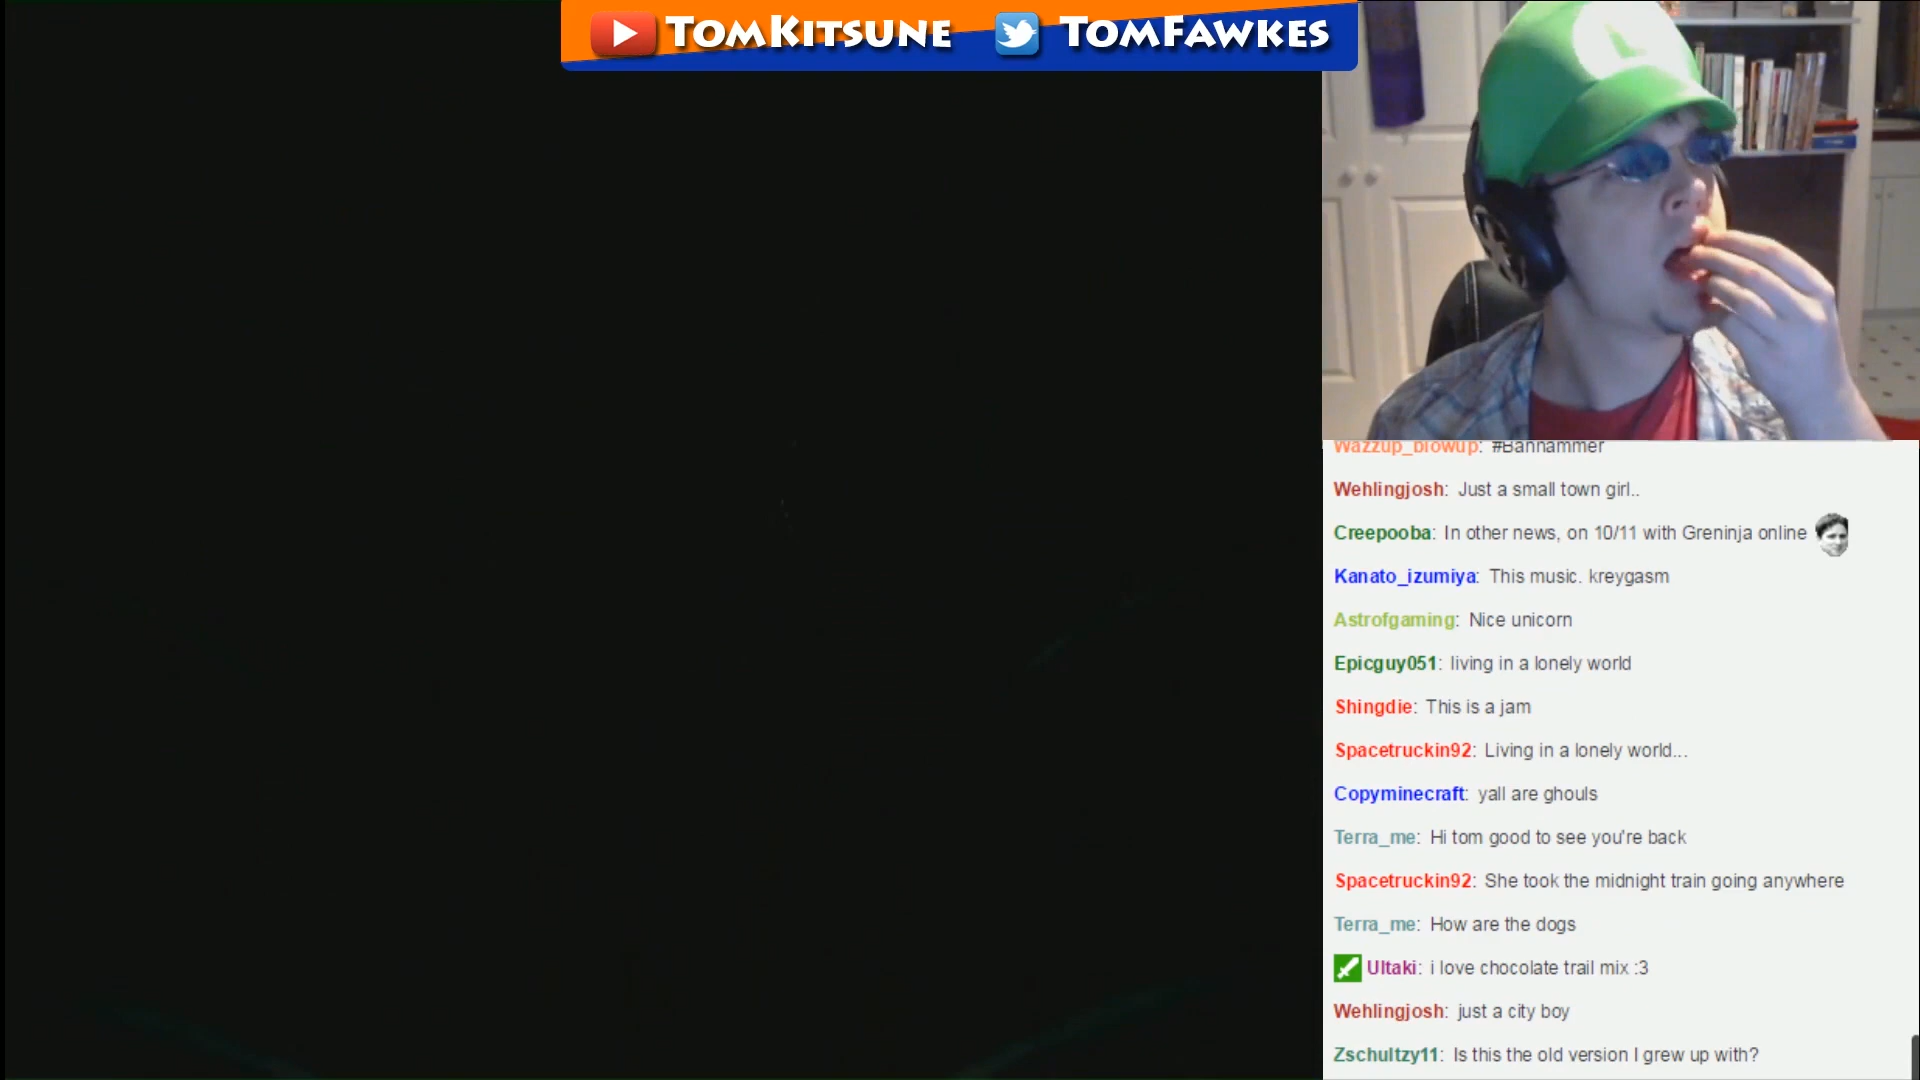 TomKitsune TomFawkes
L
Wazzup_blowup: #Banhammer
Wehlingjosh: Just a small town girl..
Creepooba: In other news, on 10/11 with Greninja online
Kanato_izumiya: This music. kreygasm
Astrofgaming: Nice unicorn
Epicguy051: living in a lonely world
Shingdie: This is a jam
Spacetruckin92: Living in a lonely world...
Copyminecraft: yall are ghouls
Terra_me: Hi tom good to see you're back
Spacetruckin92: She took the midnight train going anywhere
Terra_me: How are the dogs
Ultaki: i love chocolate trail mix :3
Wehlingjosh: just a city boy
Zschultzy11: Is this the old version I grew up with?